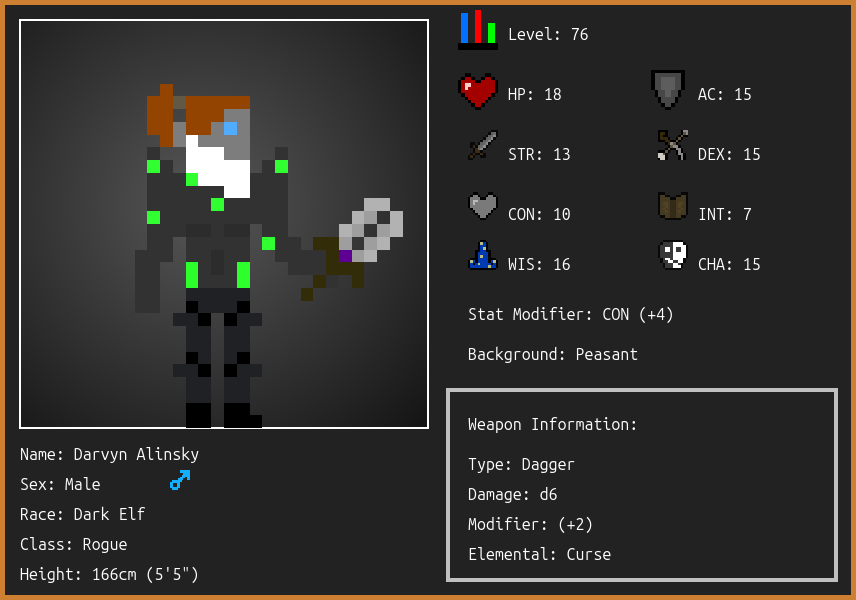 Level: 76
HP: 18
AC: 15
STR: 13
DEX: 15
CON: 10
INT: 7
WIS: 16
CHA: 15
Stat Modifier: CON (+4)
Background: Peasant
Weapon Information:
Type: Dagger
Damage: d6
Modifier: (+2)
Elemental: Curse
Name: Darvyn Alinsky
Sex: Male
Race: Dark Elf
Class: Rogue
Height: 166cm (5'5")